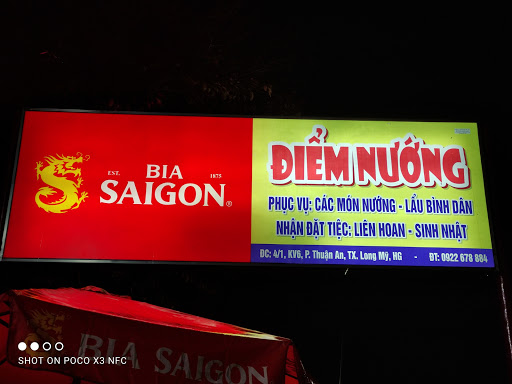 EST. BIA 1875
SAIGON®
ĐIỂM NƯỚNG
PHỤC VỤ: CÁC MÓN NƯỚNG - LẨU BÌNH DÂN
NHẬN ĐẶT TIỆC: LIÊN HOAN - SINH NHẬT
ĐC: 4/1, KV6, P. Thuận An, TX. Long Mỹ, HG - ĐT: 0922 678 884
BIA SAIGON
SHOT ON POCO X3 NFC